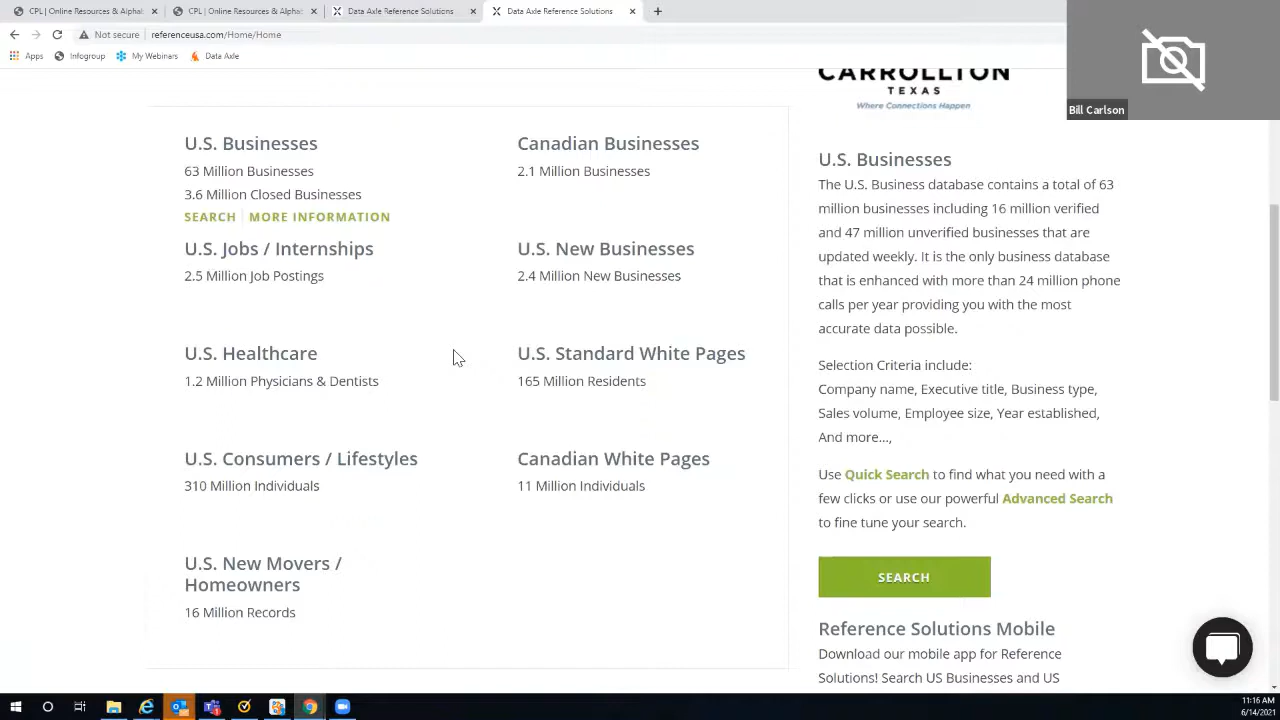 CPL | Online Resources & Alphab
CPL | Online Resources & Alphab
Data Axle Reference Solutions
Data Axle Reference Solutions
Not secure | referenceusa.com/Home/Home
Apps
Infogroup
My Webinars
Data Axle
Bill Carlson
CARROLLTON
TEXAS
Where Connections Happen
U.S. Businesses
63 Million Businesses
3.6 Million Closed Businesses
SEARCH | MORE INFORMATION
Canadian Businesses
2.1 Million Businesses
U.S. Jobs / Internships
2.5 Million Job Postings
U.S. New Businesses
2.4 Million New Businesses
U.S. Healthcare
1.2 Million Physicians & Dentists
U.S. Standard White Pages
165 Million Residents
U.S. Consumers / Lifestyles
310 Million Individuals
Canadian White Pages
11 Million Individuals
U.S. New Movers /
Homeowners
16 Million Records
U.S. Businesses
The U.S. Business database contains a total of 63
million businesses including 16 million verified
and 47 million unverified businesses that are
updated weekly. It is the only business database
that is enhanced with more than 24 million phone
calls per year providing you with the most
accurate data possible.
Selection Criteria include:
Company name, Executive title, Business type,
Sales volume, Employee size, Year established,
And more...,
Use Quick Search to find what you need with a
few clicks or use our powerful Advanced Search
to fine tune your search.
SEARCH
Reference Solutions Mobile
Download our mobile app for Reference
Solutions! Search US Businesses and US
11:16 AM
6/14/2021